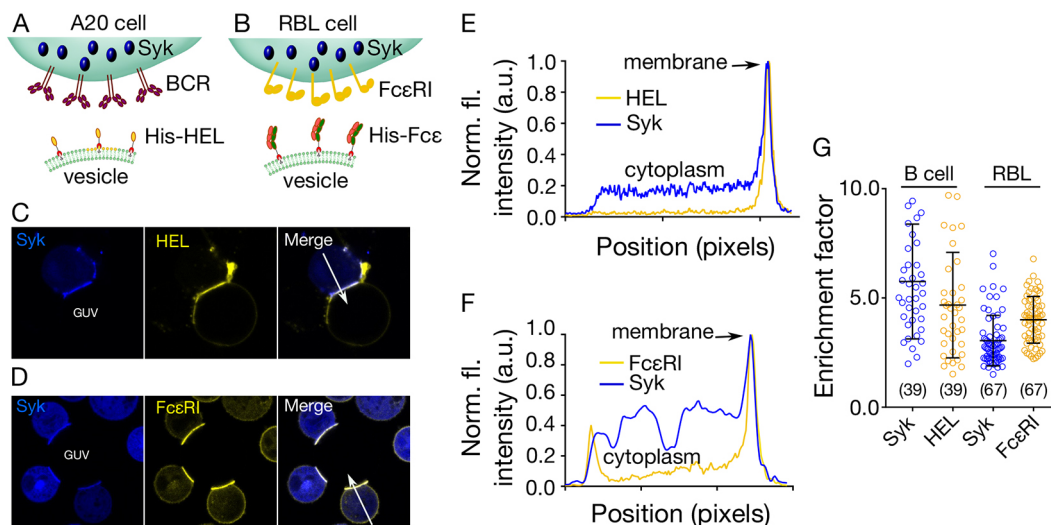 A
A20 cell
Syk
BCR
His-HEL
vesicle
B
RBL cell
Syk
FcεRI
His-Fcε
vesicle
C
Syk
GUV
HEL
Merge
D
Syk
GUV
FcεRI
Merge
E
Norm. fl.
intensity (a.u.)
1.0
0.8
0.6
0.4
0.2
0.0
membrane
HEL
Syk
cytoplasm
Position (pixels)
F
Norm. fl.
intensity (a.u.)
1.0
0.8
0.6
0.4
0.2
0.0
membrane
FcεRI
Syk
cytoplasm
Position (pixels)
G
B cell
RBL
Enrichment factor
10.0
5.0
0.0
(39)
(39)
(67)
(67)
Syk
HEL
Syk
FcεRI